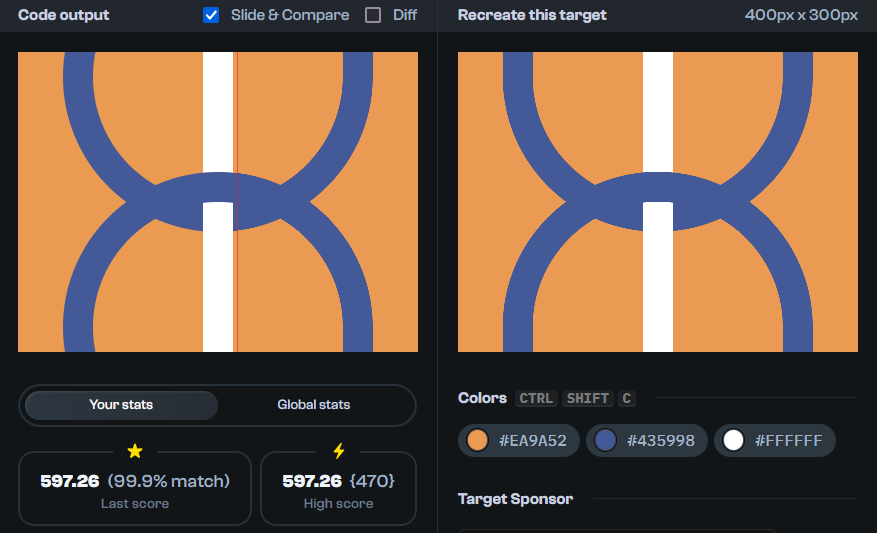 Code output
Slide & Compare
Diff
Recreate this target
400px x 300px
Your stats
Global stats
597.26 (99.9% match)
Last score
597.26 {470}
High score
Colors CTRL SHIFT C
#EA9A52
#435998
#FFFFFF
Target Sponsor